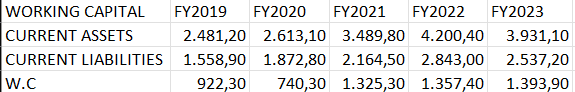 WORKING CAPITAL FY2019 FY2020 FY2021 FY2022 FY2023
CURRENT ASSETS 2.481,20 2.613,10 3.489,80 4.200,40 3.931,10
CURRENT LIABILITIES 1.558,90 1.872,80 2.164,50 2.843,00 2.537,20
W.C 922,30 740,30 1.325,30 1.357,40 1.393,90